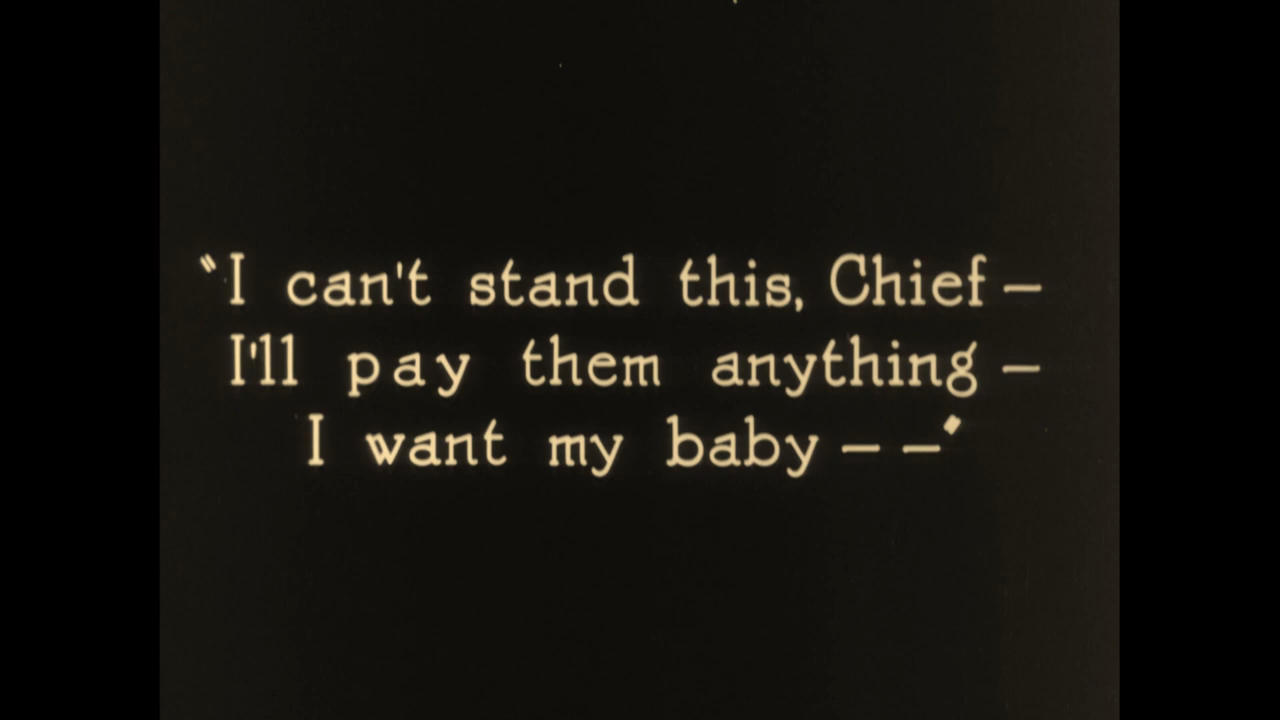 "I can't stand this, Chief —
I'll pay them anything —
I want my baby — —"